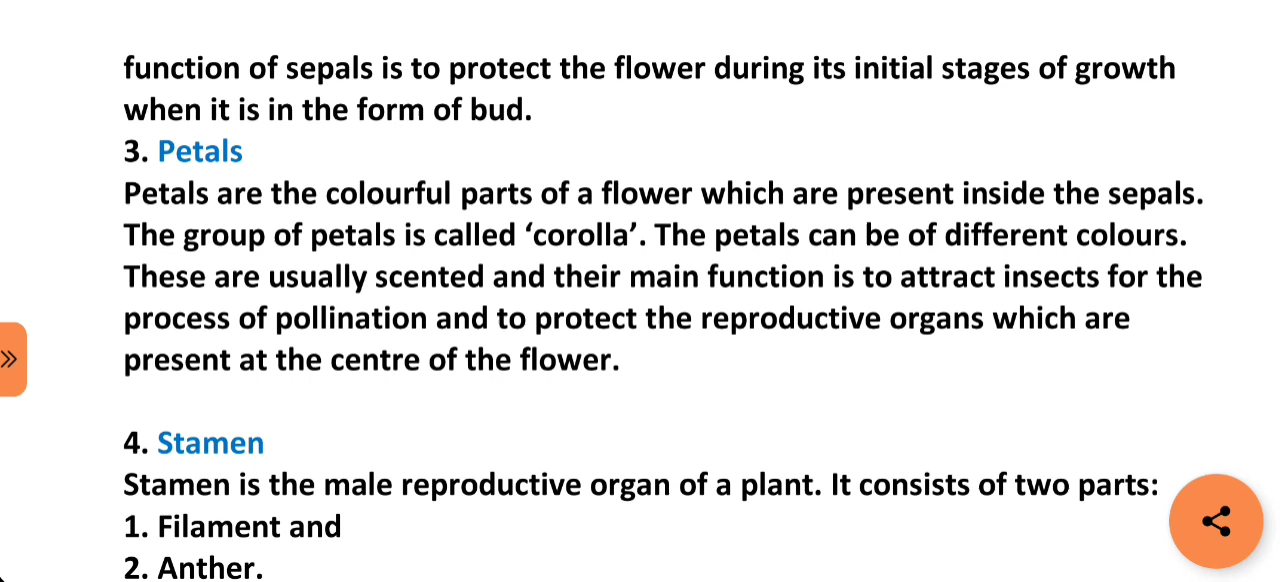 function of sepals is to protect the flower during its initial stages of growth
when it is in the form of bud.
3. Petals
Petals are the colourful parts of a flower which are present inside the sepals.
The group of petals is called ‘corolla’. The petals can be of different colours.
These are usually scented and their main function is to attract insects for the
process of pollination and to protect the reproductive organs which are
present at the centre of the flower.
4. Stamen
Stamen is the male reproductive organ of a plant. It consists of two parts:
1. Filament and
2. Anther.